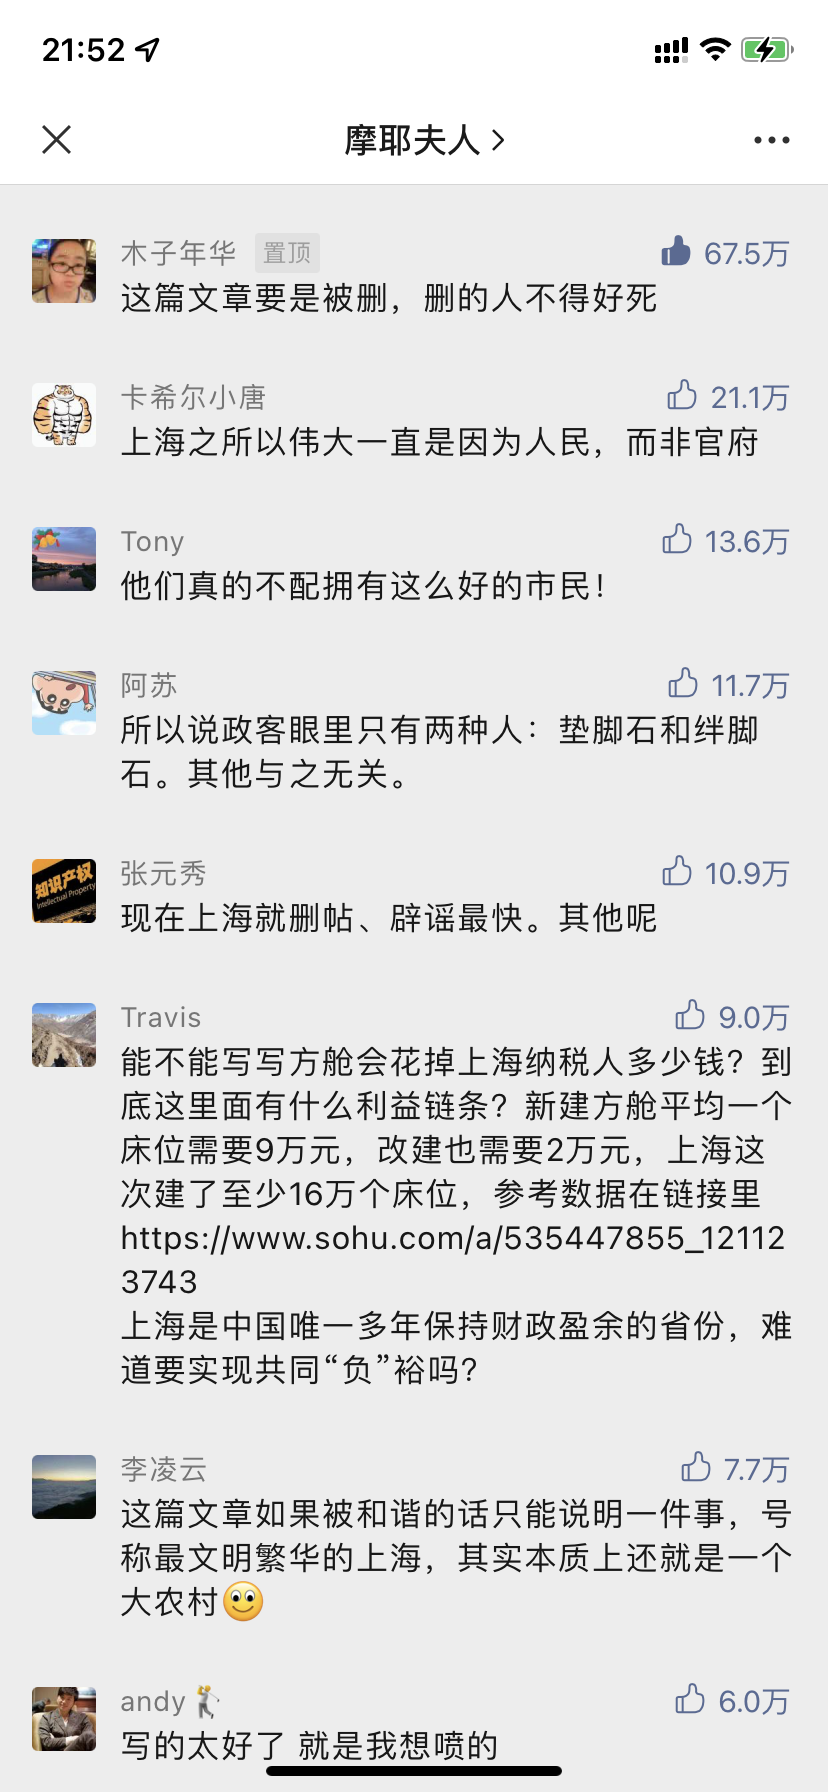 21:52
摩耶夫人
木子年华 置顶 67.5万
这篇文章要是被删，删的人不得好死
卡希尔小唐 21.1万
上海之所以伟大一直是因为人民，而非官府
Tony 13.6万
他们真的不配拥有这么好的市民！
阿苏 11.7万
所以说政客眼里只有两种人：垫脚石和绊脚
石。其他与之无关。
知识产权
Intellectual Property
张元秀 10.9万
现在上海就删帖、辟谣最快。其他呢
Travis 9.0万
能不能写写方舱会花掉上海纳税人多少钱？到
底这里面有什么利益链条？新建方舱平均一个
床位需要9万元，改建也需要2万元，上海这
次建了至少16万个床位，参考数据在链接里
https://www.sohu.com/a/535447855_12112
3743
上海是中国唯一多年保持财政盈余的省份，难
道要实现共同“负”裕吗？
李凌云 7.7万
这篇文章如果被和谐的话只能说明一件事，号
称最文明繁华的上海，其实本质上还就是一个
大农村
andy 6.0万
写的太好了 就是我想喷的